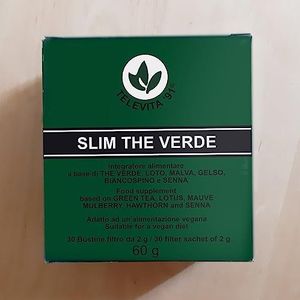 TELEVITA '91
SLIM THE VERDE
Integratore alimentare
a base di THE VERDE, LOTO, MALVA, GELSO,
BIANCOSPINO e SENNA
Food supplement
based on GREEN TEA, LOTUS, MAUVE
MULBERRY, HAWTHORN and SENNA
Adatto ad un'alimentazione vegana
Suitable for a vegan diet
30 Bustine filtro da 2 g / 30 filter sachet of 2 g
60 g